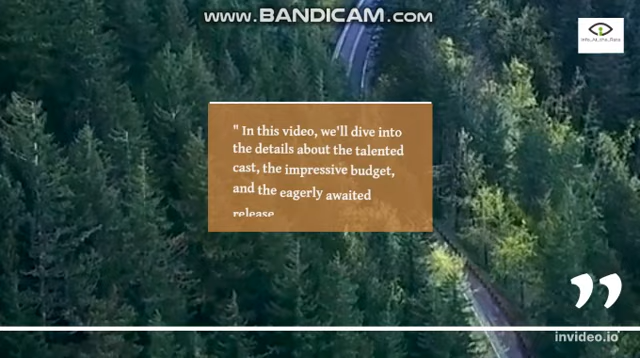 www.BANDICAM.com
" In this video, we'll dive into
the details about the talented
cast, the impressive budget,
and the eagerly awaited
release
”
invideo.io